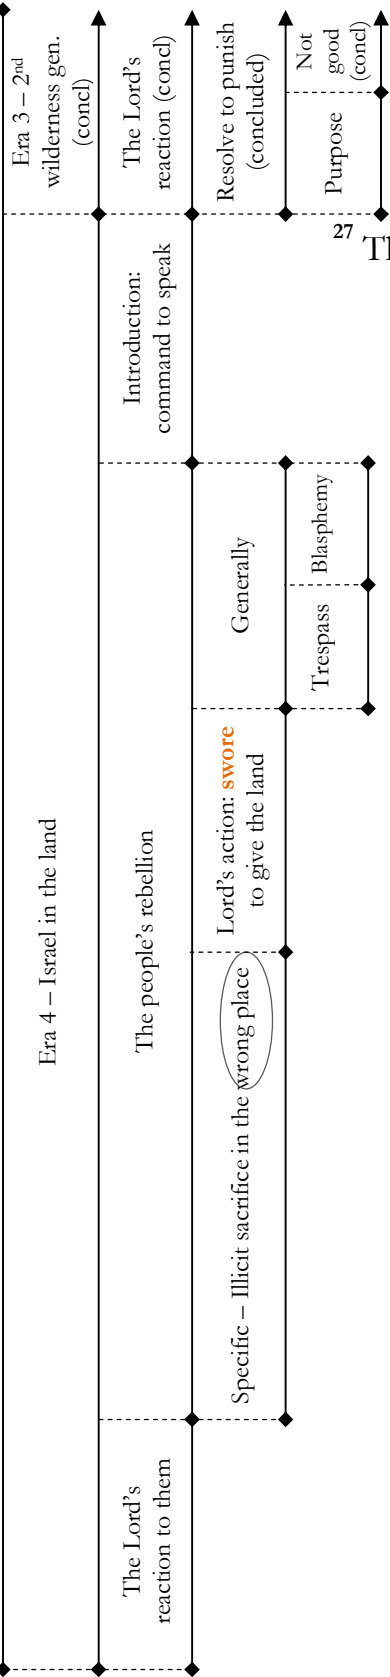 Era 3 – 2nd
wilderness gen.
(concl)
The Lord's
reaction (concl)
Resolve to punish
(concluded)
Not
good
(concl)
Purpose
27 Th
Era 4 – Israel in the land
Introduction:
command to speak
The people's rebellion
Generally
Blasphemy
Trespass
Lord's action: swore
to give the land
Specific – Illicit sacrifice in the wrong place
The Lord's
reaction to them